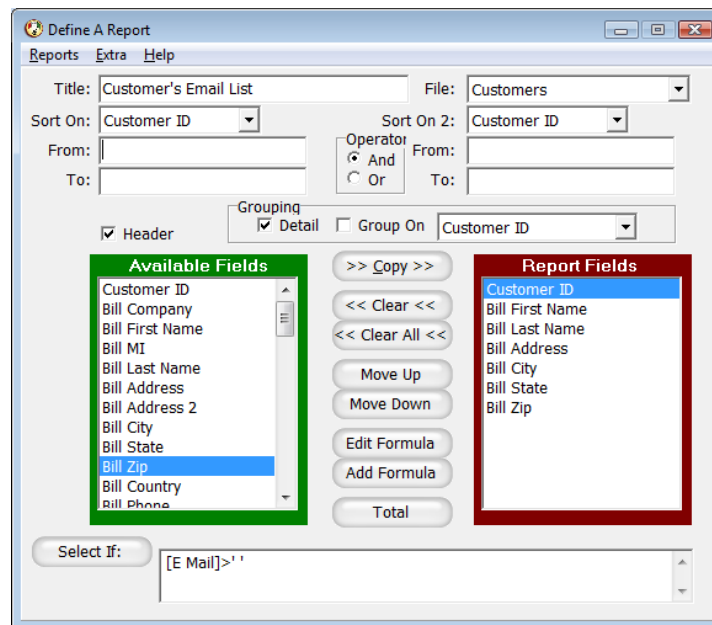 Define A Report
Reports Extra Help
Title: Customer's Email List File: Customers
Sort On: Customer ID Sort On 2: Customer ID
From: Operator And Or From:
To: To:
Header Grouping Detail Group On Customer ID
Available Fields
Customer ID
Bill Company
Bill First Name
Bill MI
Bill Last Name
Bill Address
Bill Address 2
Bill City
Bill State
Bill Zip
Bill Country
Bill Phone
>> Copy >>
<< Clear <<
<< Clear All <<
Move Up
Move Down
Edit Formula
Add Formula
Total
Report Fields
Customer ID
Bill First Name
Bill Last Name
Bill Address
Bill City
Bill State
Bill Zip
Select If: [E Mail]>' '